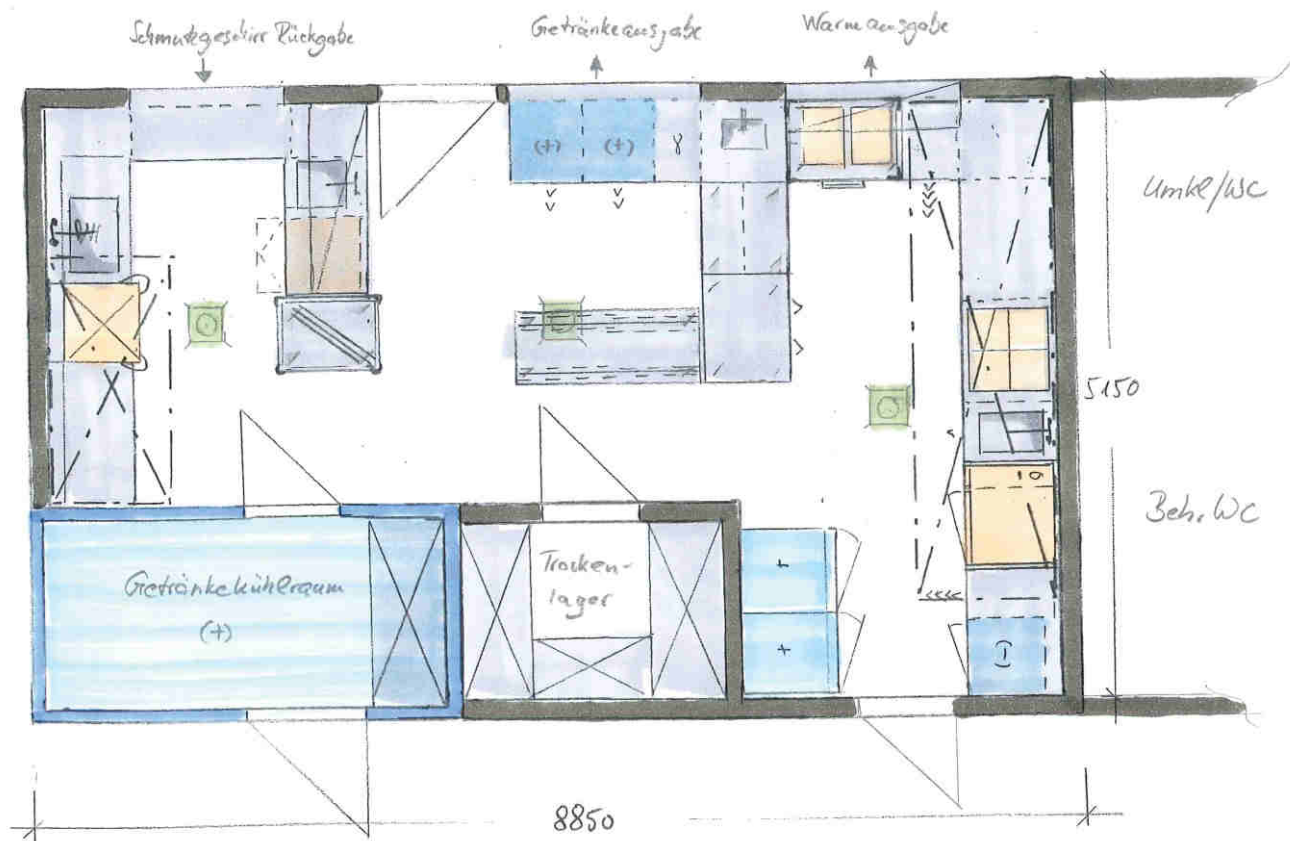 Schmutzgeschirr Rückgabe
Getränkeausgabe
Warmausgabe
(+) (+)
Umkl/WC
5150
Beh. WC
Getränkekühlraum
(+)
Trocken-
lager
+
+
(-)
8850